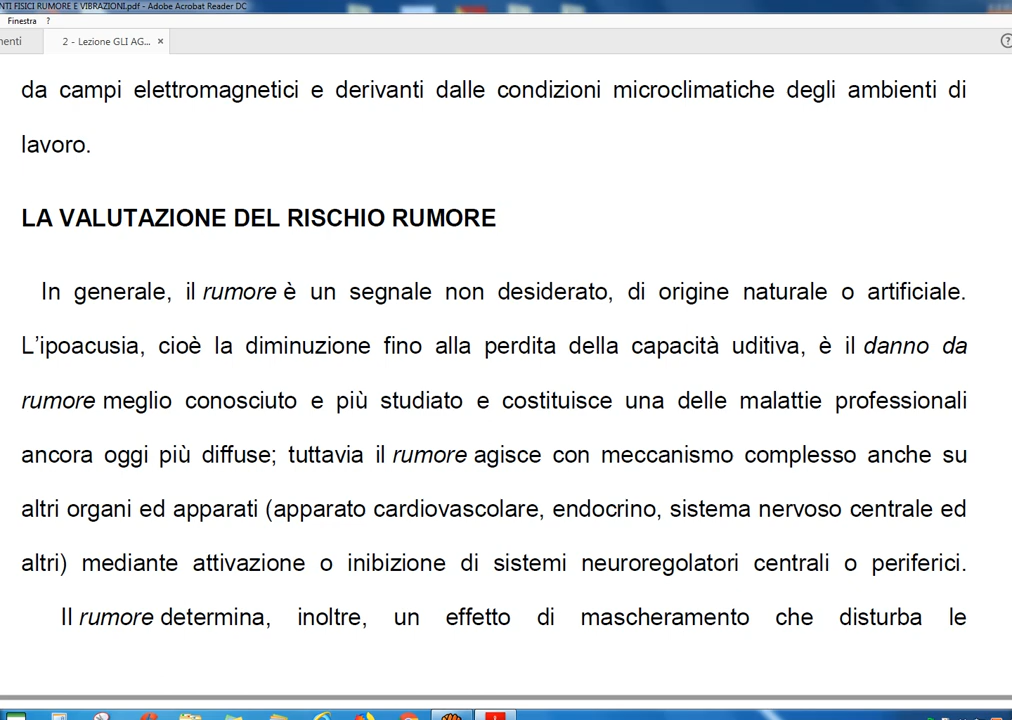 NTI FISICI RUMORE E VIBRAZIONI.pdf - Adobe Acrobat Reader DC
Finestra ?
menti 2 - Lezione GLI AG... ×
da campi elettromagnetici e derivanti dalle condizioni microclimatiche degli ambienti di
lavoro.
LA VALUTAZIONE DEL RISCHIO RUMORE
In generale, il rumore è un segnale non desiderato, di origine naturale o artificiale.
L’ipoacusia, cioè la diminuzione fino alla perdita della capacità uditiva, è il danno da
rumore meglio conosciuto e più studiato e costituisce una delle malattie professionali
ancora oggi più diffuse; tuttavia il rumore agisce con meccanismo complesso anche su
altri organi ed apparati (apparato cardiovascolare, endocrino, sistema nervoso centrale ed
altri) mediante attivazione o inibizione di sistemi neuroregolatori centrali o periferici.
Il rumore determina, inoltre, un effetto di mascheramento che disturba le